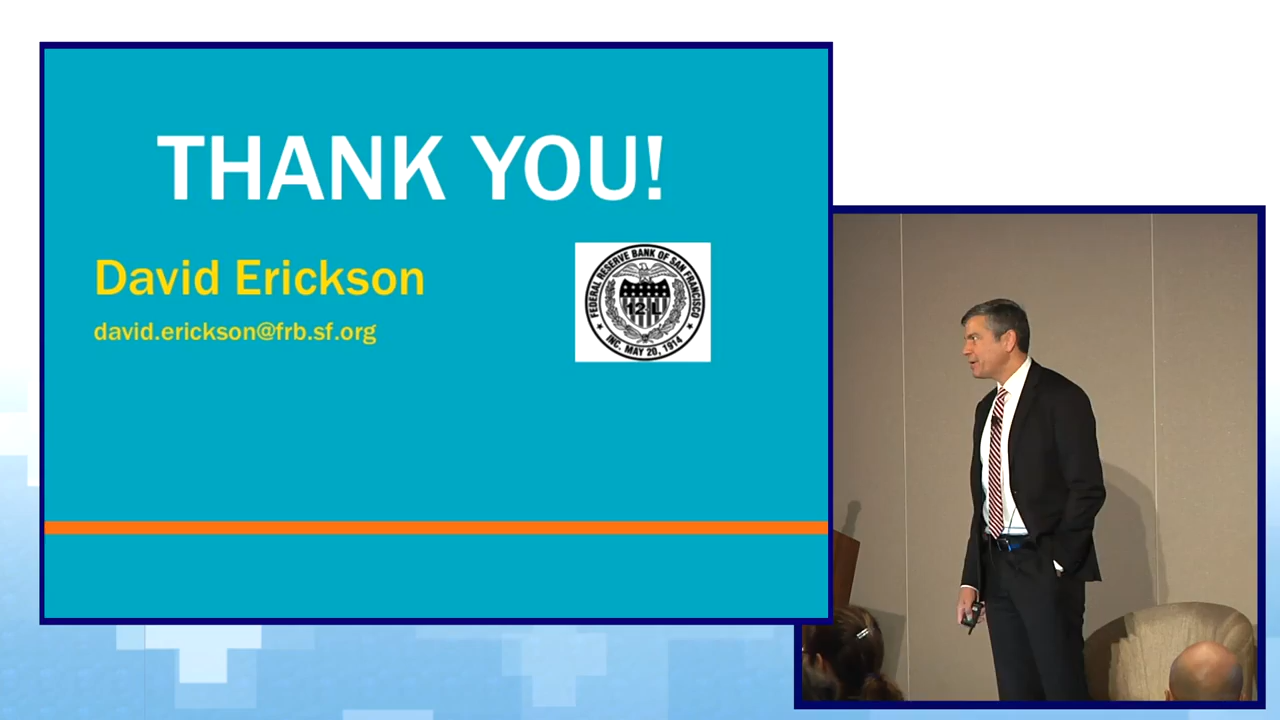 THANK YOU!
David Erickson
david.erickson@frb.sf.org
FEDERAL RESERVE BANK OF SAN FRANCISCO
12-L
INC. MAY 20, 1914